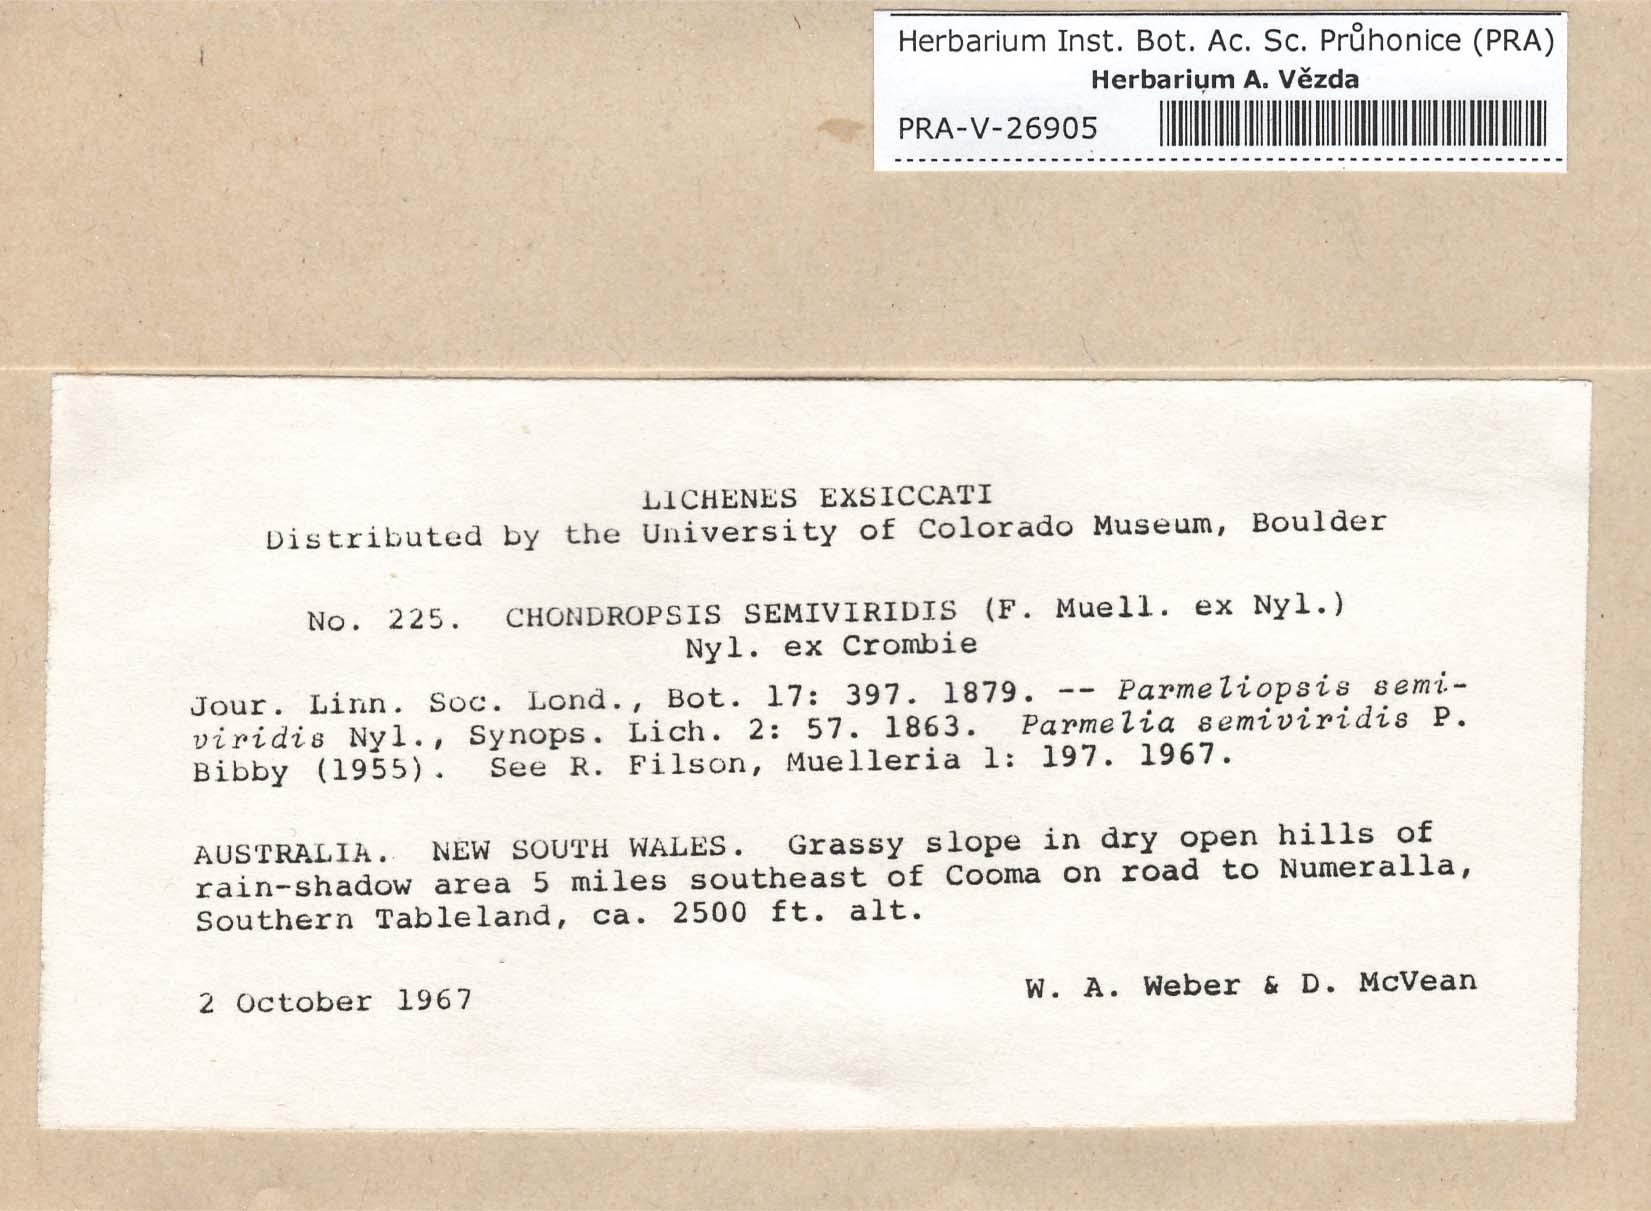 Herbarium Inst. Bot. Ac. Sc. Průhonice (PRA)
Herbarium A. Vězda
PRA-V-26905
LICHENES EXSICCATI
Distributed by the University of Colorado Museum, Boulder
No. 225. CHONDROPSIS SEMIVIRIDIS (F. Muell. ex Nyl.)
Nyl. ex Crombie
Jour. Linn. Soc. Lond., Bot. 17: 397. 1879. -- Parmeliopsis semi-
viridis Nyl., Synops. Lich. 2: 57. 1863. Parmelia semiviridis P.
Bibby (1955). See R. Filson, Muelleria 1: 197. 1967.
AUSTRALIA. NEW SOUTH WALES. Grassy slope in dry open hills of
rain-shadow area 5 miles southeast of Cooma on road to Numeralla,
Southern Tableland, ca. 2500 ft. alt.
2 October 1967 W. A. Weber & D. McVean